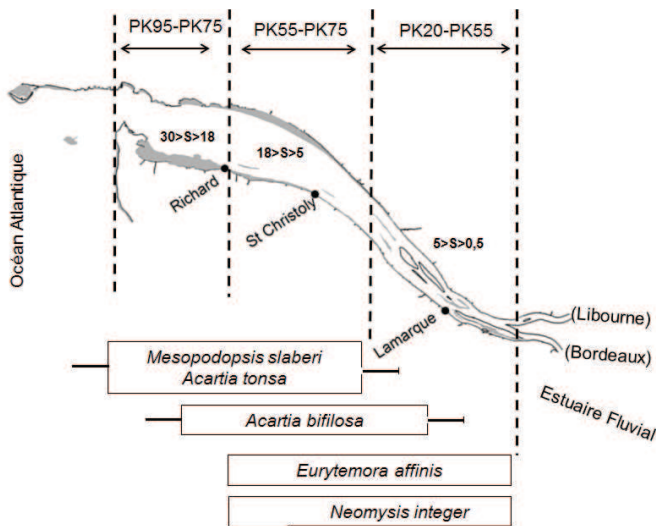 PK95-PK75 PK55-PK75 PK20-PK55
30>S>18
18>S>5
Océan Atlantique
Richard
St Christoly
5>S>0,5
Lamarque
(Libourne)
(Bordeaux)
Estuaire Fluvial
Mesopodopsis slaberi
Acartia tonsa
Acartia bifilosa
Eurytemora affinis
Neomysis integer